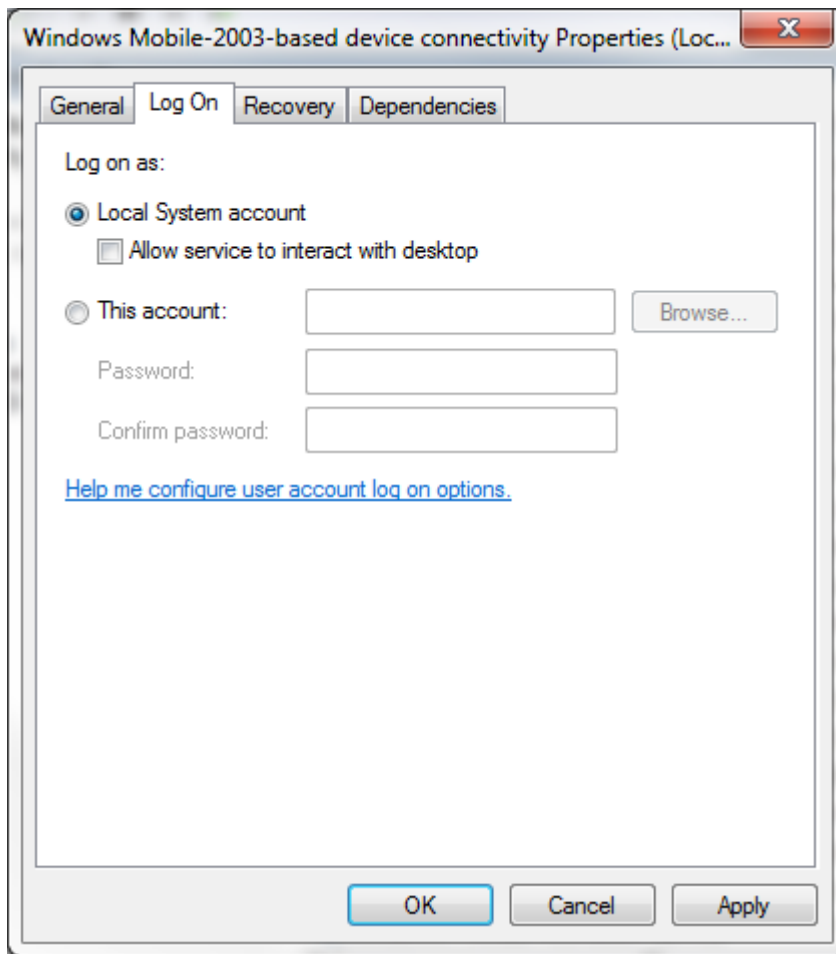 Windows Mobile-2003-based device connectivity Properties (Loc...
General Log On Recovery Dependencies
Log on as:
Local System account
Allow service to interact with desktop
This account: Browse...
Password:
Confirm password:
Help me configure user account log on options.
OK Cancel Apply